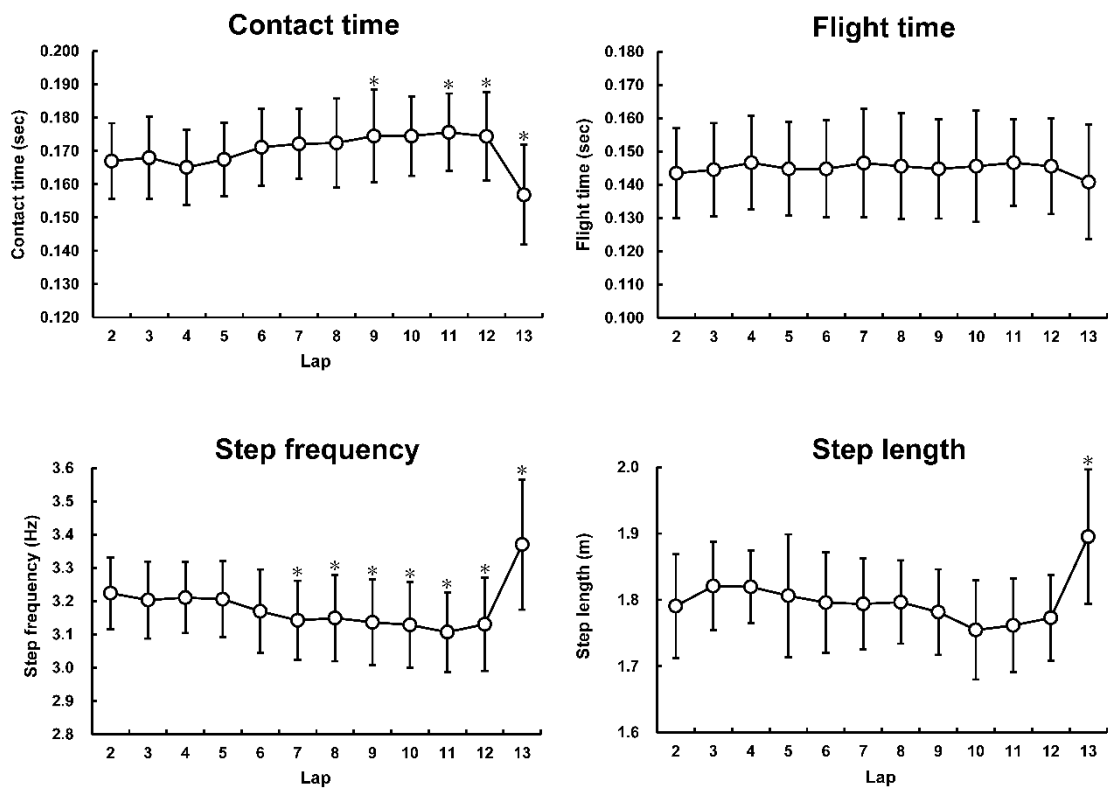 Contact time
0.200
0.190
0.180
0.170
0.160
0.150
0.140
0.130
0.120
Contact time (sec)
* * * *
2 3 4 5 6 7 8 9 10 11 12 13
Lap
Flight time
0.180
0.170
0.160
0.150
0.140
0.130
0.120
0.110
0.100
Flight time (sec)
2 3 4 5 6 7 8 9 10 11 12 13
Step frequency
3.6
3.5
3.4
3.3
3.2
3.1
3.0
2.9
2.8
Step frequency (Hz)
* * * * * * *
2 3 4 5 6 7 8 9 10 11 12 13
Lap
Step length
2.0
1.9
1.8
1.7
1.6
Step length (m)
*
2 3 4 5 6 7 8 9 10 11 12 13
Lap